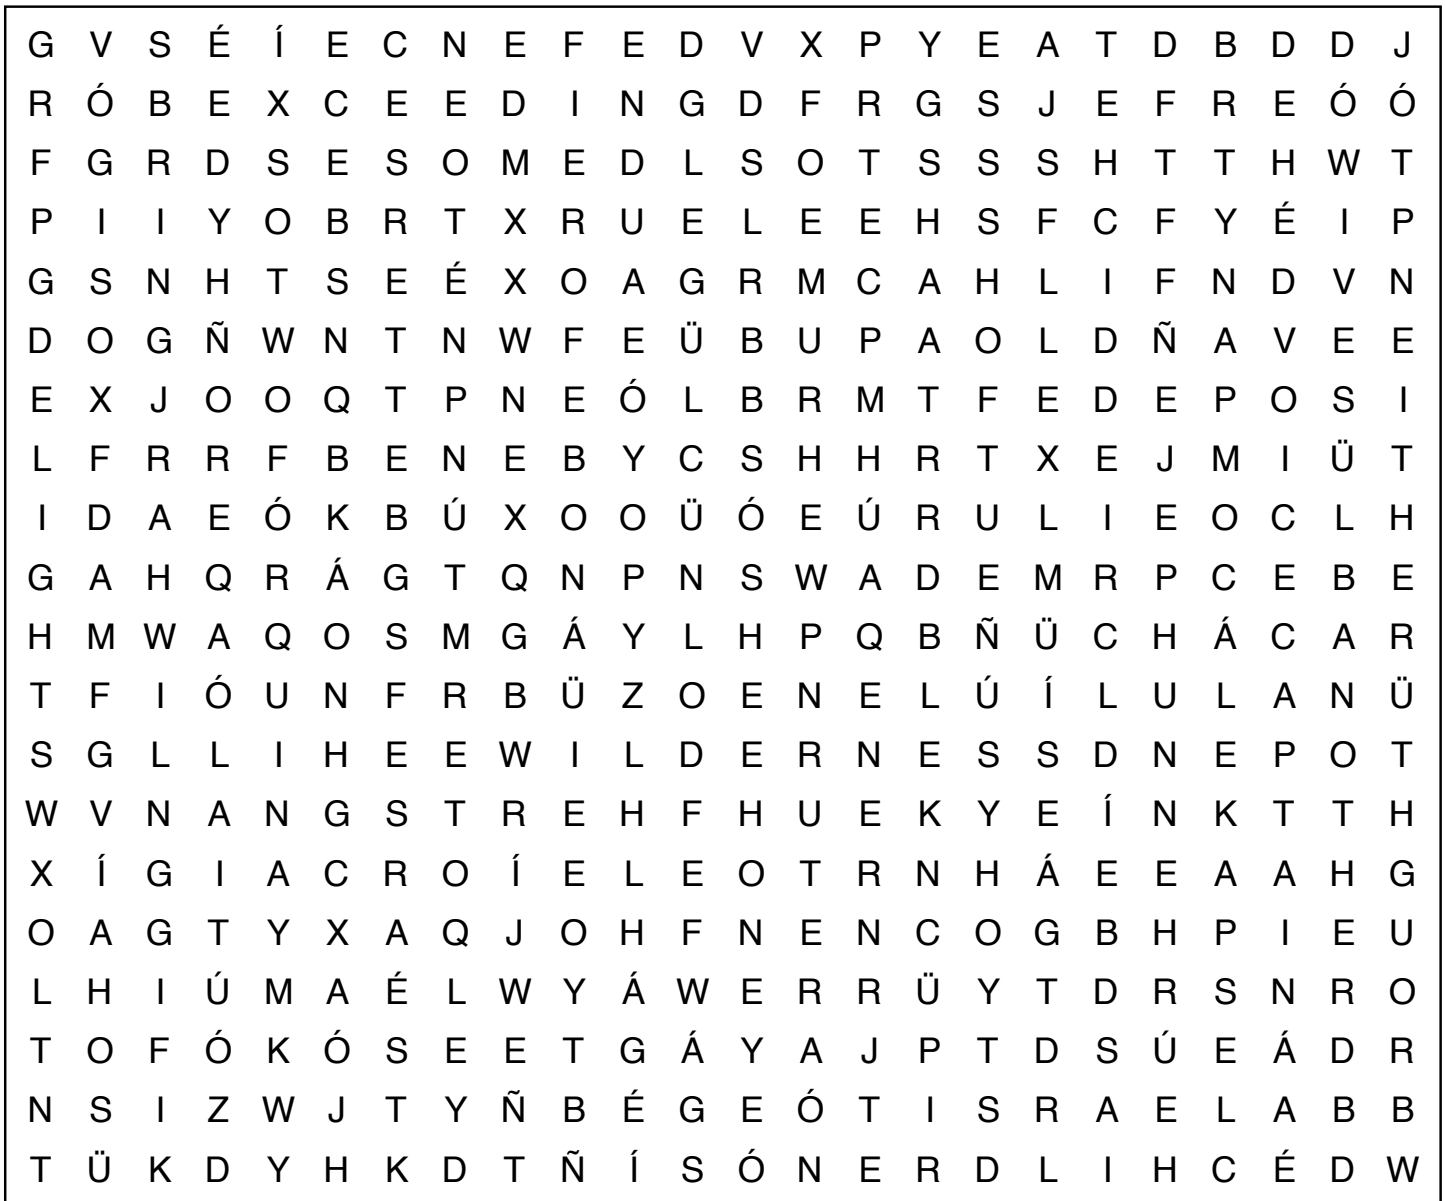 G V S É Í E C N E F E D V X P Y E A T D B D D J
R Ó B E X C E E D I N G D F R G S J E F R E Ó Ó
F G R D S E S O M E D L S O T S S S H T T H W T
P I I Y O B R T X R U E L E E H S F C F Y É I P
G S N H T S E É X O A G R M C A H L I F N D V N
D O G Ñ W N T N W F E Ü B U P A O L D Ñ A V E E
E X J O O Q T P N E Ó L B R M T F E D E P O S I
L F R R F B E N E B Y C S H H R T X E J M I Ü T
I D A E Ó K B Ú X O O Ü Ó E Ú R U L I E O C L H
G A H Q R Á G T Q N P N S W A D E M R P C E B E
H M W A Q O S M G Á Y L H P Q B Ñ Ü C H Á C A R
T F I Ó U N F R B Ü Z O E N E L Ú Í L U L A N Ü
S G L L I H E E W I L D E R N E S S D N E P O T
W V N A N G S T R E H F H U E K Y E Í N K T T H
X Í G I A C R O Í E L E O T R N H Á E E A A H G
O A G T Y X A Q J O H F N E N C O G B H P I E U
L H I Ú M A É L W Y Á W E R R Ü Y T D R S N R O
T O F Ó K Ó S E E T G Á Y A J P T D S Ú E Á D R
N S I Z W J T Y Ñ B É G E Ó T I S R A E L A B B
T Ü K D Y H K D T Ñ Í S Ó N E R D L I H C É D W